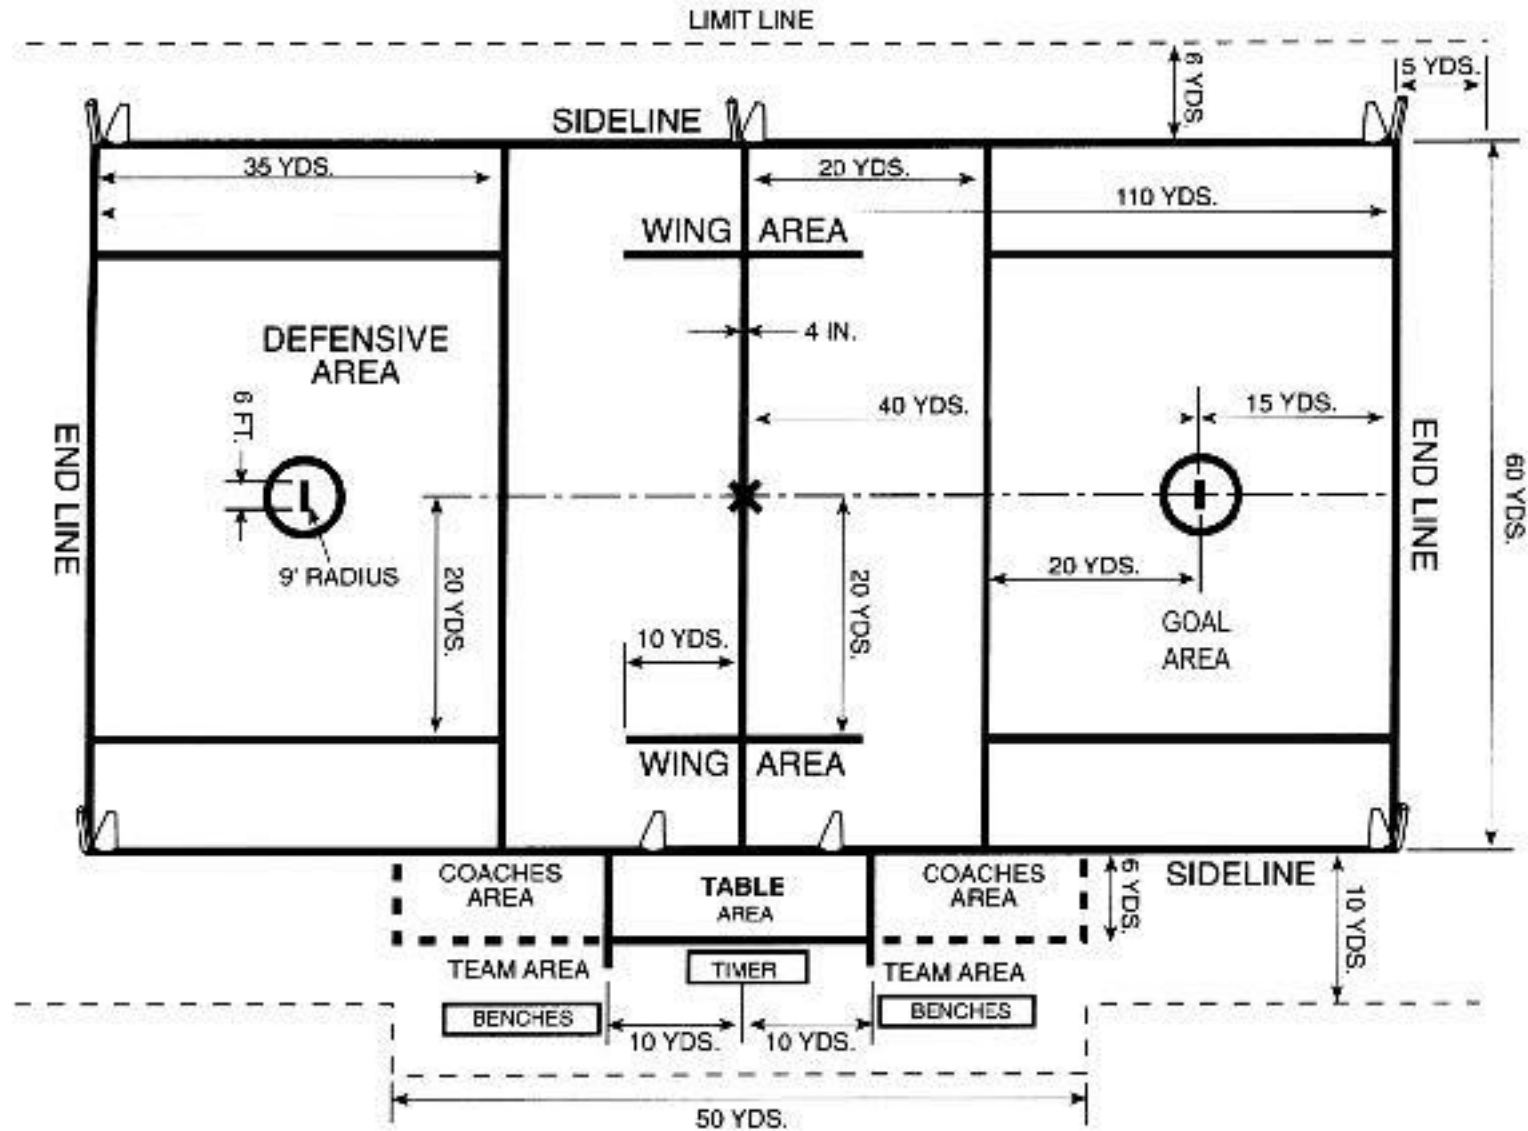 LIMIT LINE
6 YDS.
5 YDS.
SIDELINE
35 YDS.
20 YDS.
110 YDS.
WING AREA
DEFENSIVE
AREA
4 IN.
6 FT.
40 YDS.
15 YDS.
END LINE
END LINE
60 YDS.
9' RADIUS
20 YDS.
20 YDS.
20 YDS.
10 YDS.
GOAL
AREA
WING AREA
COACHES
AREA
TABLE
AREA
COACHES
AREA
6 YDS.
SIDELINE
10 YDS.
TEAM AREA
TIMER
TEAM AREA
BENCHES
BENCHES
10 YDS.
10 YDS.
50 YDS.